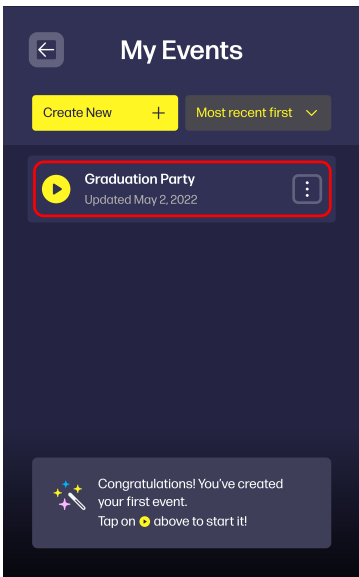 My Events
Create New
Most recent first
Graduation Party
Updated May 2, 2022
Congratulations! You've created
your first event.
Tap on above to start it!